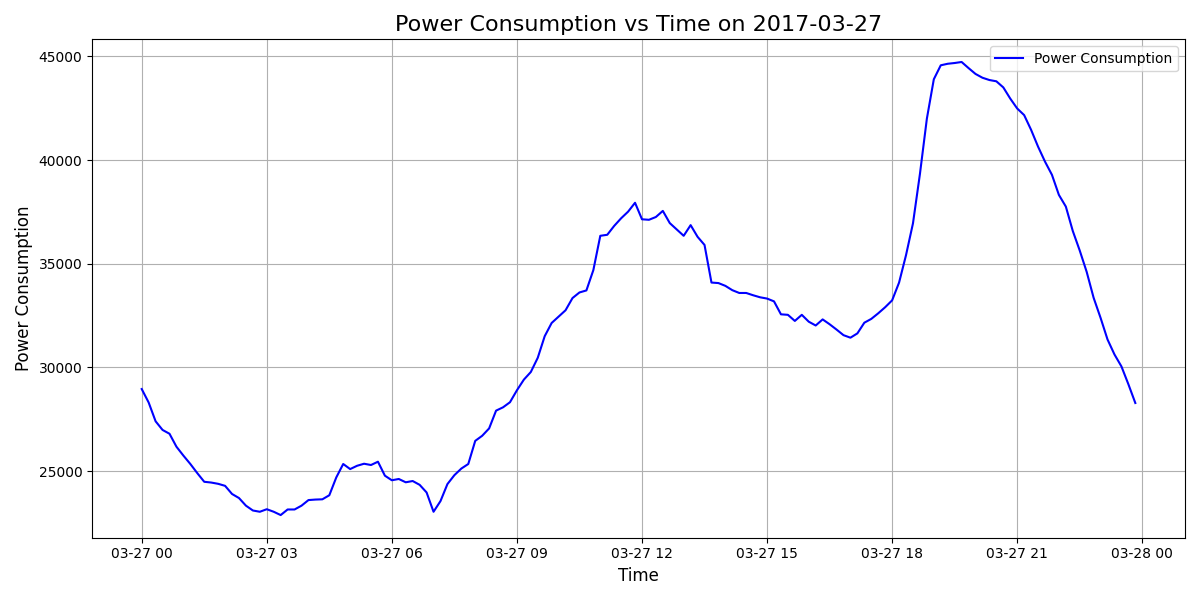 Power Consumption vs Time on 2017-03-27
Power Consumption
45000
40000
35000
30000
25000
Power Consumption
03-27 00 03-27 03 03-27 06 03-27 09 03-27 12 03-27 15 03-27 18 03-27 21 03-28 00
Time